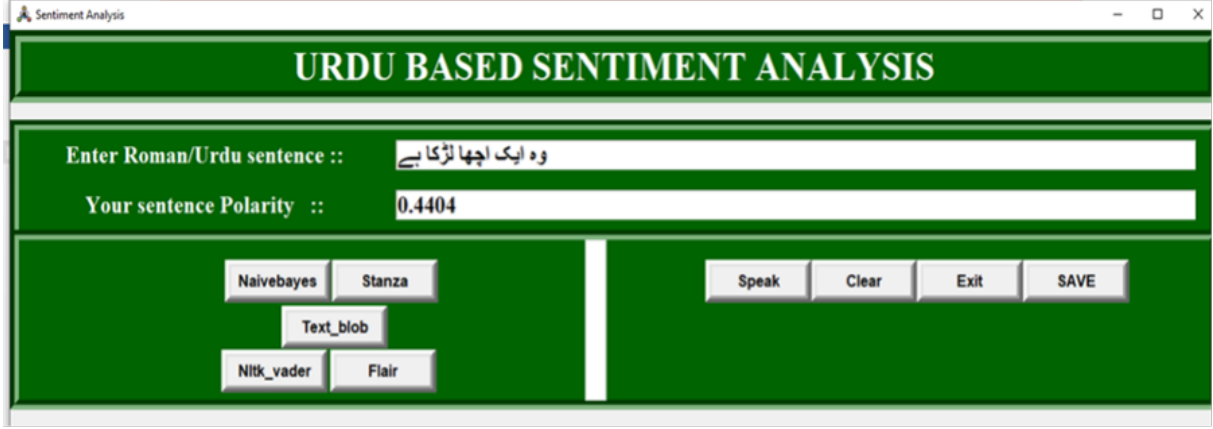 Sentiment Analysis
URDU BASED SENTIMENT ANALYSIS
Enter Roman/Urdu sentence :: وہ ایک اچھا لڑکا ہے
Your sentence Polarity :: 0.4404
Naivebayes Stanza Speak Clear Exit SAVE
Text_blob
Nltk_vader Flair